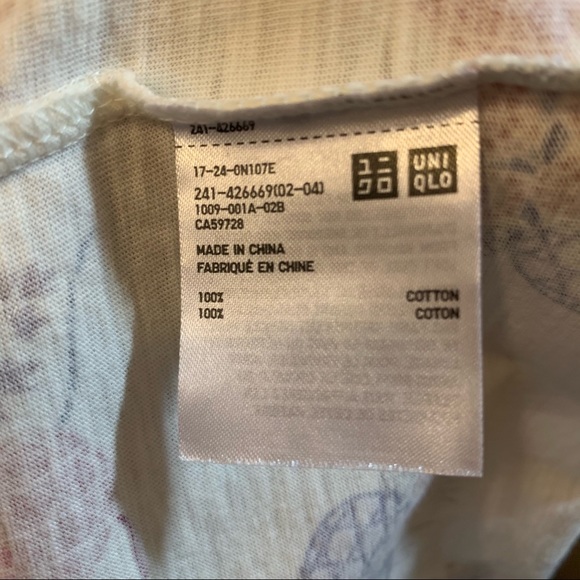 241-426669
17-24-0N107E
241-426669(02-04)
1009-001A-02B
CA59728
ユニ
クロ
UNI
QLO
MADE IN CHINA
FABRIQUÉ EN CHINE
100% COTTON
100% COTON